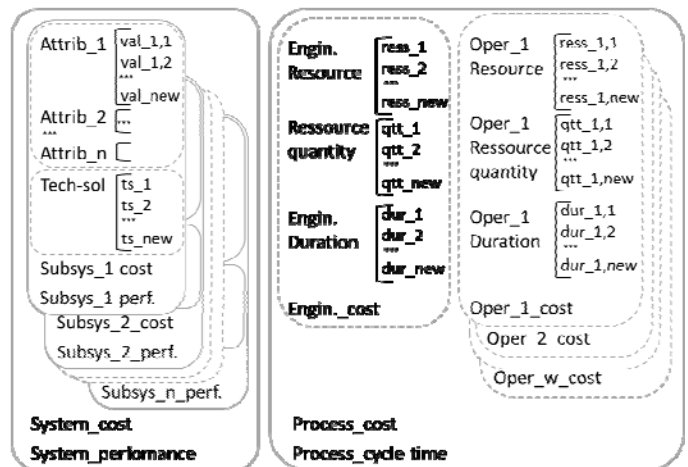 Attrib_1
val_1,1
val_1,2
...
val_new
Attrib_2
...
...
Attrib_n
Tech-sol
ts_1
ts_2
...
ts_new
Subsys_1 cost
Subsys_1 perf.
Subsys_2_cost
Subsys_2_perf.
Subsys_n_perf.
System_cost
System_perfomance
Engin.
Resource
ress_1
ress_2
...
ress_new
Ressource
quantity
qtt_1
qtt_2
...
qtt_new
Engin.
Duration
dur_1
dur_2
...
dur_new
Engin._cost
Oper_1
Resource
ress_1,1
ress_1,2
...
ress_1,new
Oper_1
Ressource
quantity
qtt_1,1
qtt_1,2
...
qtt_1,new
Oper_1
Duration
dur_1,1
dur_1,2
...
dur_1,new
Oper_1_cost
Oper_2_cost
Oper_w_cost
Process_cost
Process_cycle time